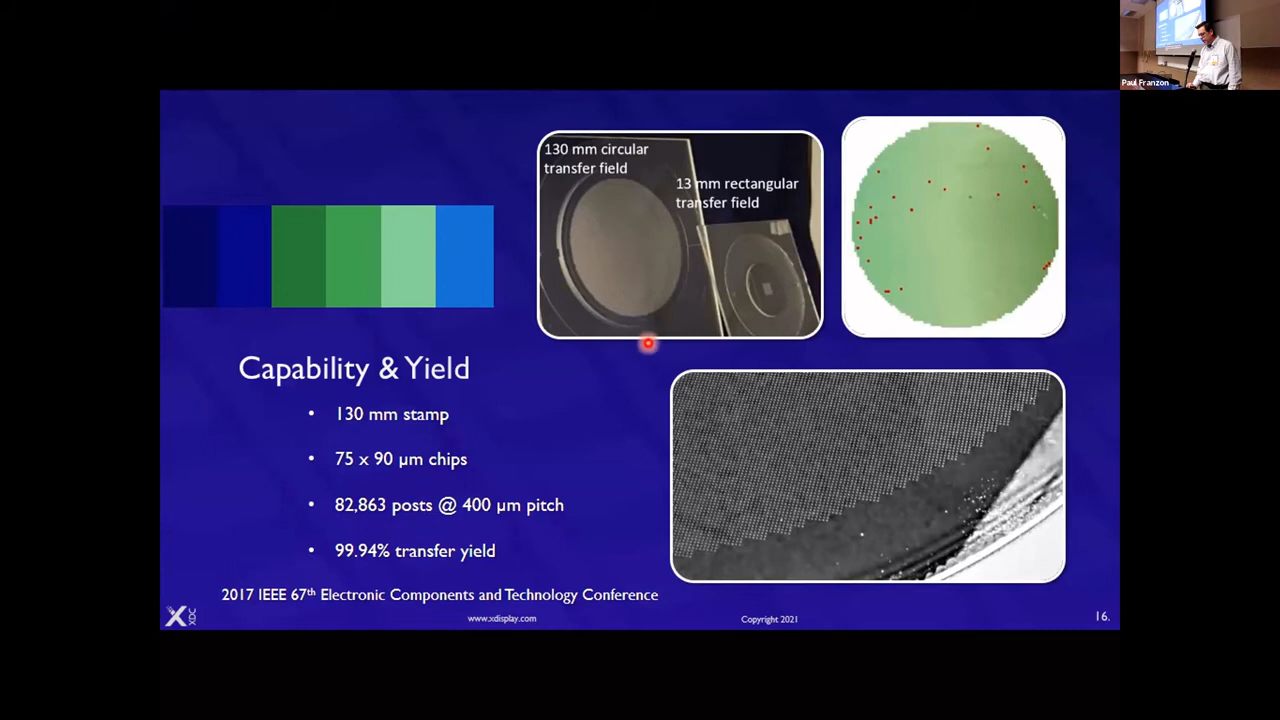 Paul Franzon
130 mm circular
transfer field
13 mm rectangular
transfer field
Capability & Yield
• 130 mm stamp
• 75 x 90 µm chips
• 82,863 posts @ 400 µm pitch
• 99.94% transfer yield
2017 IEEE 67th Electronic Components and Technology Conference
X XDC
www.xdisplay.com
Copyright 2021
16.